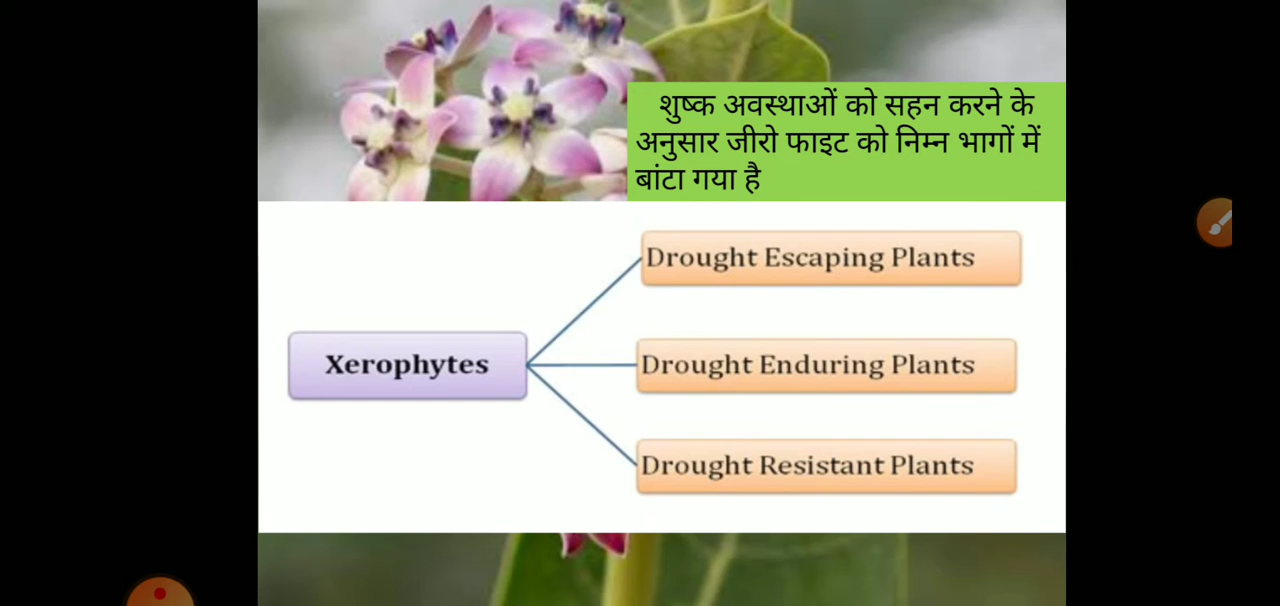 शुष्क अवस्थाओं को सहन करने के
अनुसार जीरो फाइट को निम्न भागों में
बांटा गया है
Drought Escaping Plants
Xerophytes
Drought Enduring Plants
Drought Resistant Plants